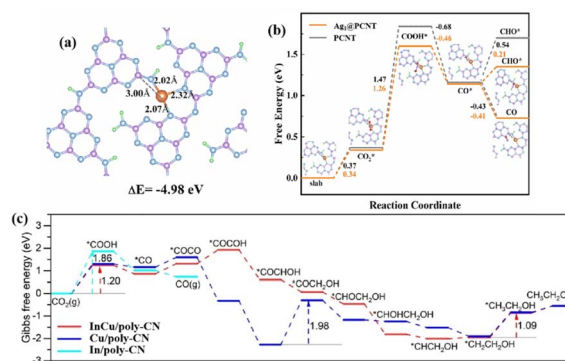 (a)
2.02Å
3.00Å
2.32Å
2.07Å
ΔE= -4.98 eV
(b)
Free Energy (eV)
1.5
1.0
0.5
0.0
Ag₁@PCNT
PCNT
COOH*
-0.68
-0.46
CHO*
0.54
0.21
CHO*
1.47
1.26
CO*
-0.43
-0.41
CO
0.37
0.34
CO₂*
slab
Reaction Coordinate
(c)
Gibbs free energy (eV)
3
2
1
0
-1
-2
-3
*COOH
1.86
1.20
CO₂(g)
*CO
*COCO
CO(g)
*COCOH
*COCHOH
*COCH₂OH
1.98
*CHOHCH₂OH
*CHCH₂OH
*CH₂CH₂OH
*CH₃CH₂OH
1.09
CH₃CH₂O
InCu/poly-CN
Cu/poly-CN
In/poly-CN